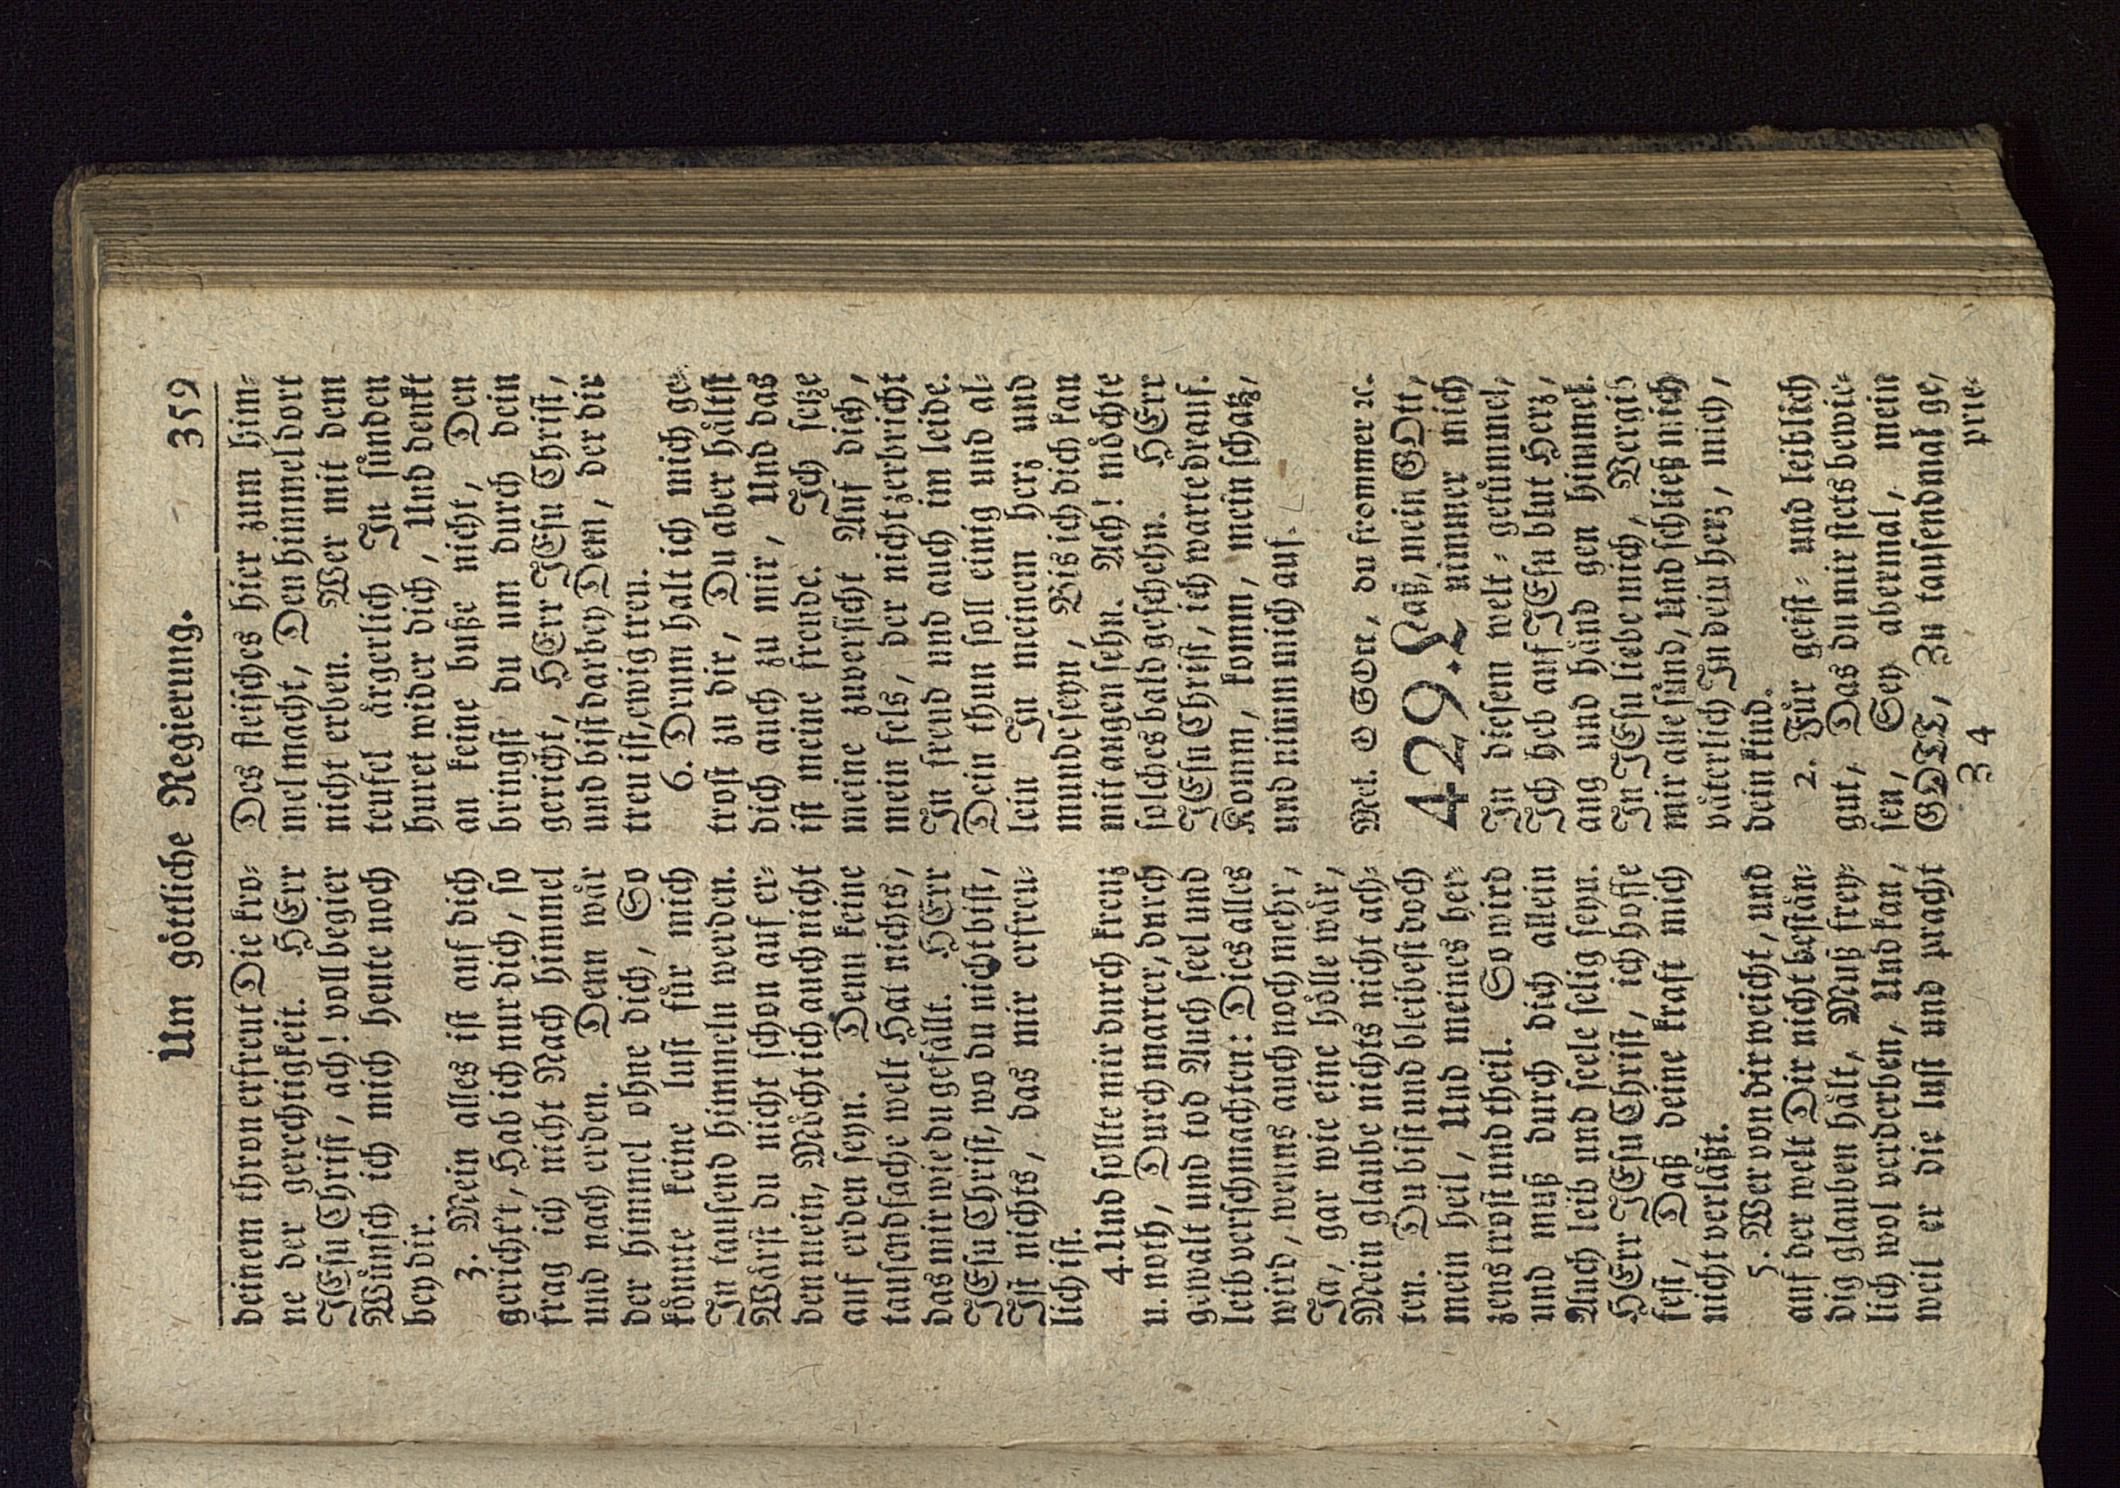 Um göttliche Regierung. 359
deinem thron erfreut Die kro-
ne der gerechtigkeit. HErr
JEsu Christ, ach! voll begier
Wünsch ich mich heute noch
bey dir.
3. Mein alles ist auf dich
gericht't, Hab ich nur dich, so
frag ich nicht Nach himmel
und nach erden. Denn wär
der himmel ohne dich, So
könnte keine lust für mich
In tausend himmeln werden.
Wärst du nicht schon auf er-
den mein, Möcht ich auch nicht
auf erden seyn. Denn keine
tausendfache welt Hat nichts,
das mir wie du gefällt. HErr
JEsu Christ, wo du nicht bist,
Ist nichts, das mir erfreu-
lich ist.
4. Und sollte mir durch kreuz
u. noth, Durch marter, durch
gewalt und tod Auch seel und
leib verschmachten: Dies alles
wird, wenns auch noch mehr,
Ja, gar wie eine hölle wär,
Mein glaube nichts nicht ach-
ten. Du bist und bleibest doch
mein heil, Und meines her-
zens trost und theil. So wird
und muß durch dich allein
Auch leib und seele selig seyn.
HErr JEsu Christ, ich hoffe
fest, Daß deine kraft mich
nicht verläßt.
5. Wer von dir weicht, und
auf der welt Dir nicht bestän-
dig glauben hält, Muß frey-
lich wol verderben, Und kan,
weil er die lust und pracht
Des fleisches hier zum him-
mel macht, Den himmel dort
nicht erben. Wer mit dem
teufel ärgerlich In sünden
huret wider dich, Und denkt
an keine buße nicht, Den
bringst du um durch dein
gericht, HErr JEsu Christ,
und bist darbey Dem, der dir
treu ist, ewig treu.
6. Drum halt ich mich ge-
trost zu dir, Du aber hältst
dich auch zu mir, Und das
ist meine freude. Ich setze
meine zuversicht Auf dich,
mein fels, der nicht zerbricht
In freud und auch im leide.
Dein thun soll einig und al-
lein In meinem herz und
munde seyn, Bis ich dich kan
mit augen sehn. Ach! möchte
solches bald geschehn. HErr
JEsu Christ, ich warte drauf.
Komm, komm, mein schatz,
und nimm mich auf.
Mel. O GOtt, du frommer ꝛc.
429. Laß, mein GOtt,
nimmer mich
In diesem welt-getümmel,
Ich heb auf JEsu blut Herz,
aug und händ gen himmel.
In JEsu liebe mich, Vergib
mir alle sünd, Und schließ mich
väterlich In dein herz, mich,
dein kind.
2. Für geist- und leiblich
gut, Das du mir stets bewie-
sen, Sey abermal, mein
GOTT, Zu tausendmal ge-
Z 4 prie-